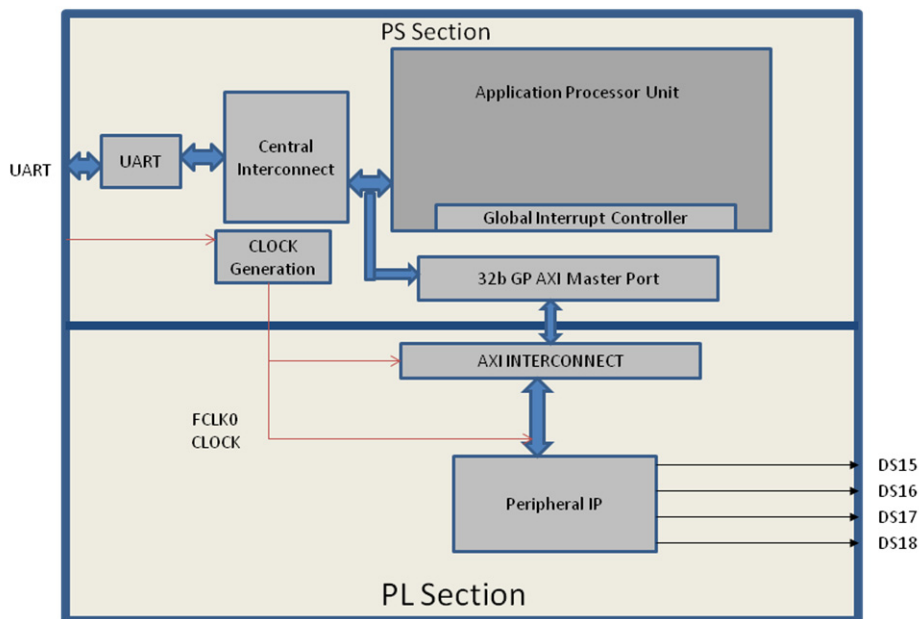 PS Section
Application Processor Unit
Central
Interconnect
UART
UART
Global Interrupt Controller
CLOCK
Generation
32b GP AXI Master Port
AXI INTERCONNECT
FCLK0
CLOCK
Peripheral IP
DS15
DS16
DS17
DS18
PL Section